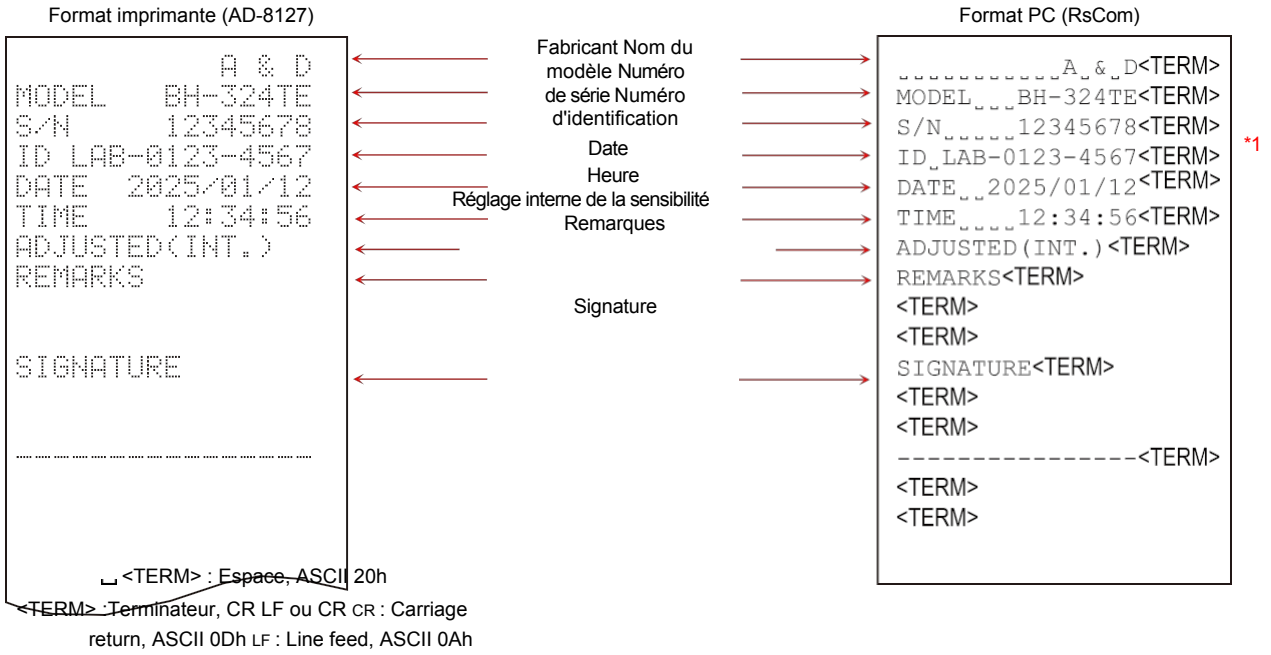 Format imprimante (AD-8127)
A & D
MODEL BH-324TE
S/N 12345678
ID LAB-0123-4567
DATE 2025/01/12
TIME 12:34:56
ADJUSTED(INT.)
REMARKS
SIGNATURE
----------------
Fabricant Nom du
modèle Numéro
de série Numéro
d'identification
Date
Heure
Réglage interne de la sensibilité
Remarques
Signature
Format PC (RsCom)
␣␣␣␣␣␣␣␣␣␣␣A␣&␣D<TERM>
MODEL␣␣␣BH-324TE<TERM>
S/N␣␣␣␣␣12345678<TERM>
ID␣LAB-0123-4567<TERM>
*1
DATE␣␣2025/01/12<TERM>
TIME␣␣␣␣12:34:56<TERM>
ADJUSTED(INT.)<TERM>
REMARKS<TERM>
<TERM>
<TERM>
SIGNATURE<TERM>
<TERM>
<TERM>
----------------<TERM>
<TERM>
<TERM>
␣ <TERM> : Espace, ASCII 20h
<TERM> :Terminateur, CR LF ou CR CR : Carriage
return, ASCII 0Dh LF : Line feed, ASCII 0Ah